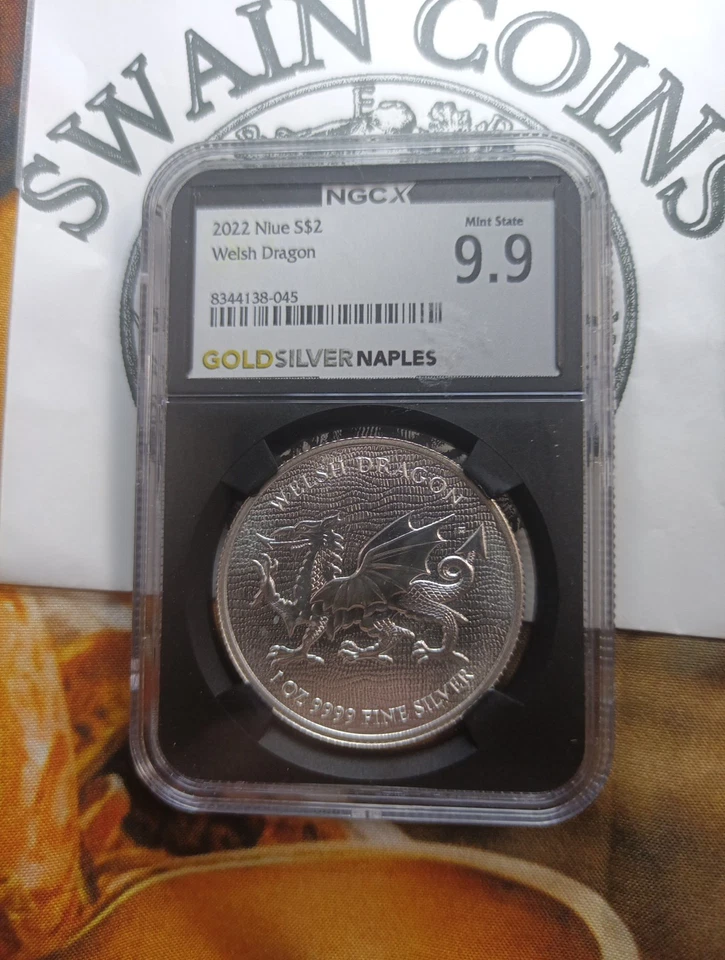 SWAIN COINS
NGCX
2022 Niue S$2
Welsh Dragon
Mint State
9.9
8344138-045
GOLDSILVERNAPLES
WELSH DRAGON
1 OZ 9999 FINE SILVER